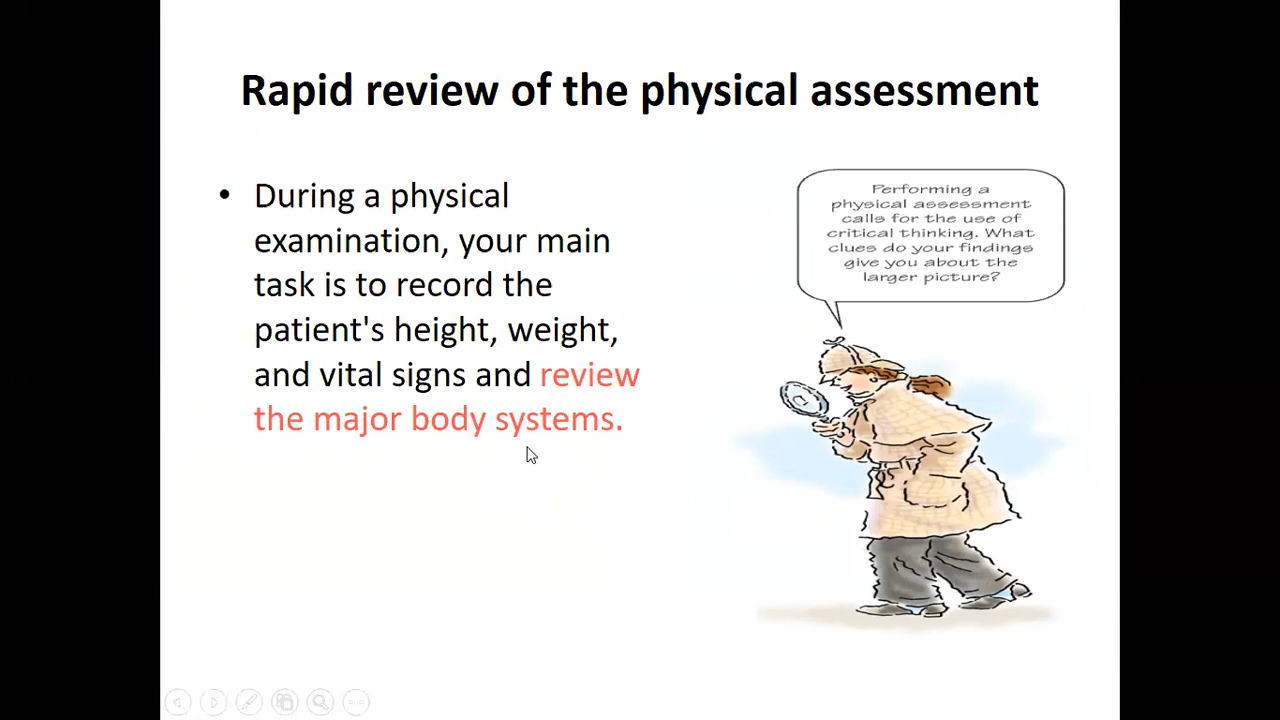 Rapid review of the physical assessment
• During a physical
examination, your main
task is to record the
patient's height, weight,
and vital signs and review
the major body systems.
Performing a
physical assessment
calls for the use of
critical thinking. What
clues do your findings
give you about the
larger picture?